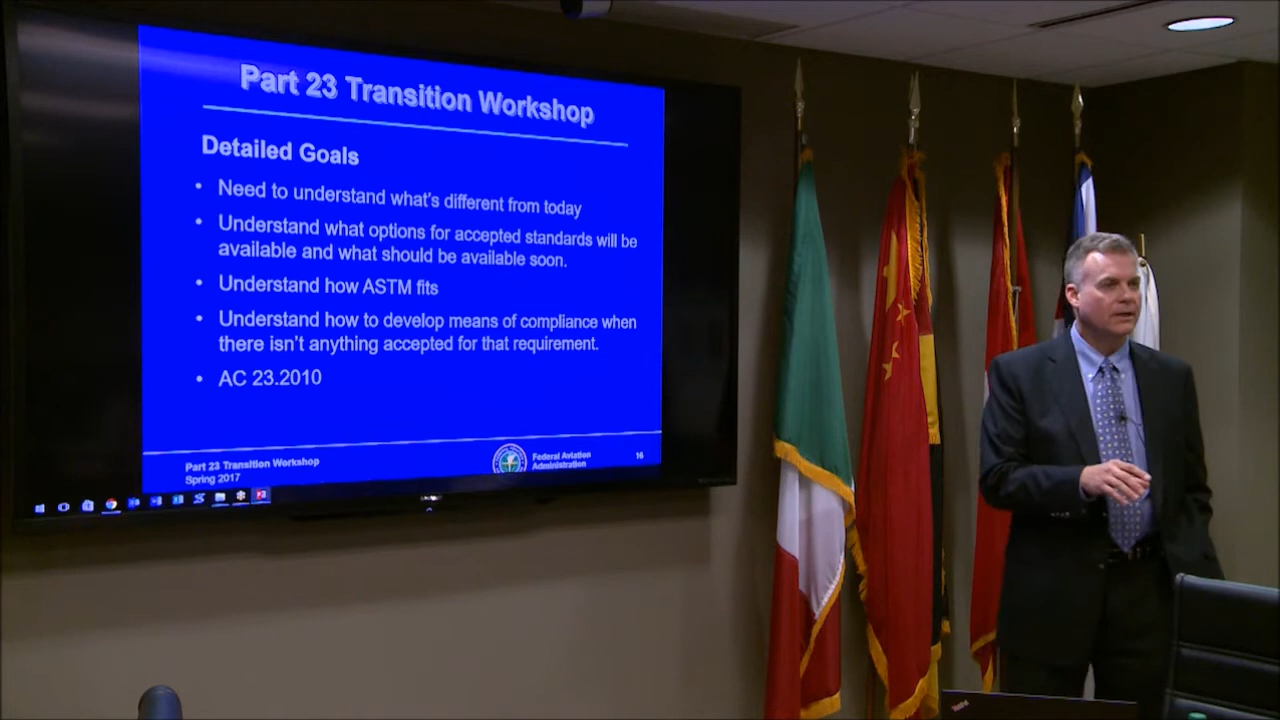 Part 23 Transition Workshop
Detailed Goals
• Need to understand what's different from today
• Understand what options for accepted standards will be
available and what should be available soon.
• Understand how ASTM fits
• Understand how to develop means of compliance when
there isn't anything accepted for that requirement.
• AC 23.2010
Part 23 Transition Workshop
Spring 2017
Federal Aviation
Administration
16
ThinkPad